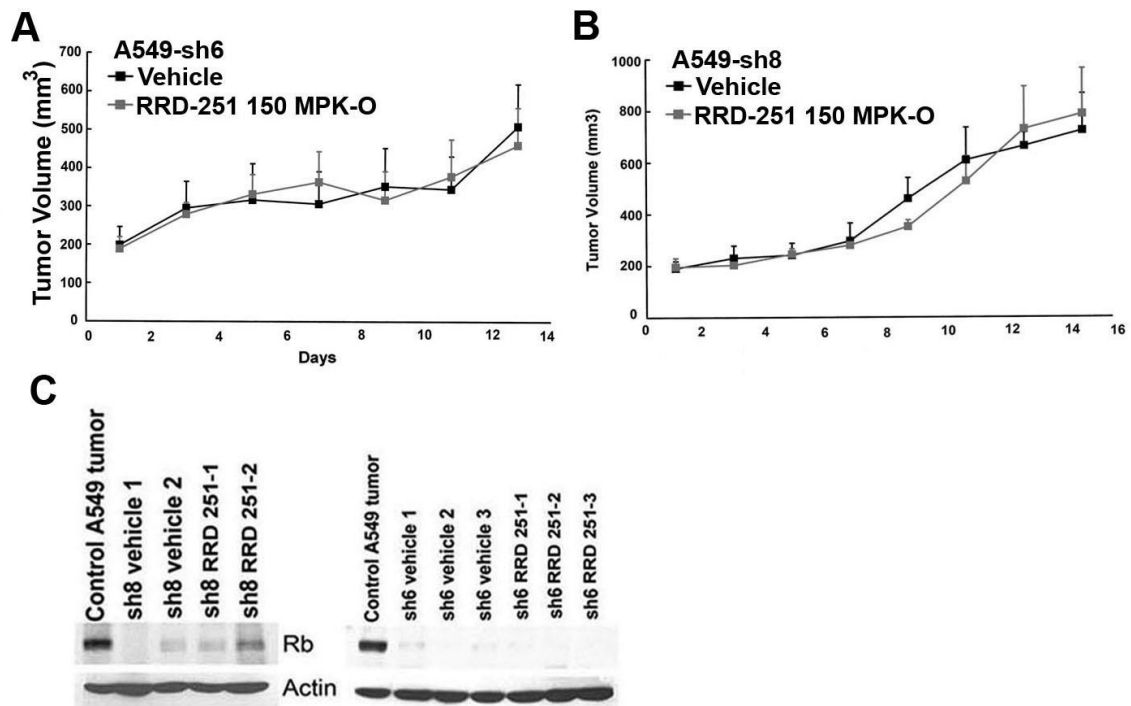 A
A549-sh6
Vehicle
RRD-251 150 MPK-O
Tumor Volume (mm3)
700
600
500
400
300
200
100
0
0 2 4 6 8 10 12 14
Days
B
A549-sh8
Vehicle
RRD-251 150 MPK-O
Tumor Volume (mm3)
1000
800
600
400
200
0
0 2 4 6 8 10 12 14 16
C
Control A549 tumor
sh8 vehicle 1
sh8 vehicle 2
sh8 RRD 251-1
sh8 RRD 251-2
Rb
Actin
Control A549 tumor
sh6 vehicle 1
sh6 vehicle 2
sh6 vehicle 3
sh6 RRD 251-1
sh6 RRD 251-2
sh6 RRD 251-3